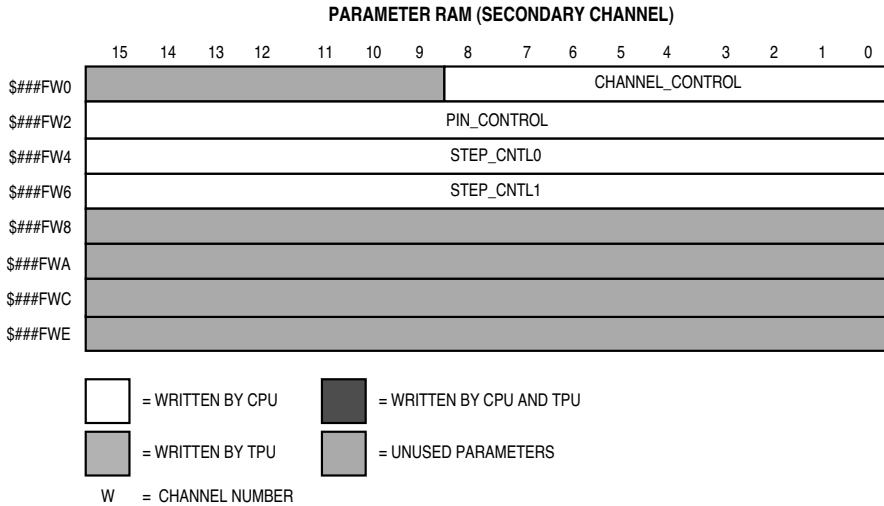 PARAMETER RAM (SECONDARY CHANNEL)
15 14 13 12 11 10 9 8 7 6 5 4 3 2 1 0
$###FW0 CHANNEL_CONTROL
$###FW2 PIN_CONTROL
$###FW4 STEP_CNTL0
$###FW6 STEP_CNTL1
$###FW8
$###FWA
$###FWC
$###FWE
= WRITTEN BY CPU = WRITTEN BY CPU AND TPU
= WRITTEN BY TPU = UNUSED PARAMETERS
W = CHANNEL NUMBER